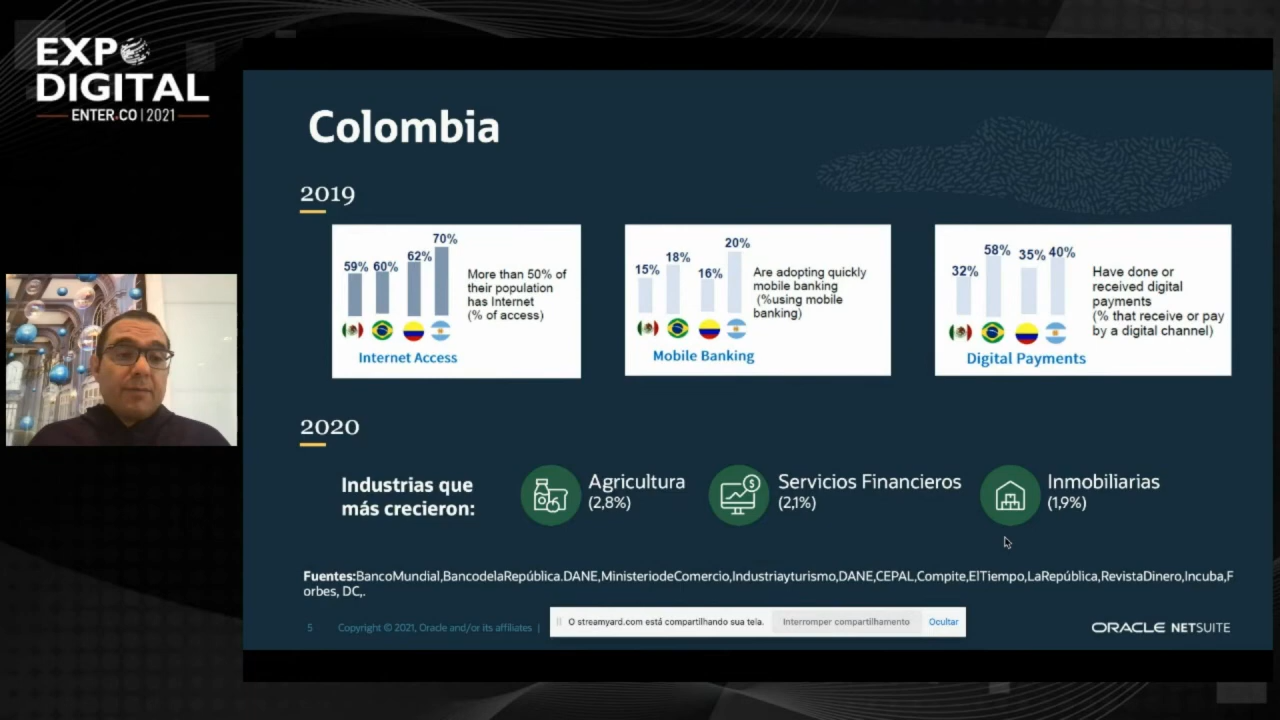 EXPO
DIGITAL
ENTER.CO | 2021
Colombia
2019
59% 60% 62% 70%
More than 50% of
their population
has Internet
(% of access)
Internet Access
15% 18% 16% 20%
Are adopting quickly
mobile banking
(%using mobile
banking)
Mobile Banking
32% 58% 35% 40%
Have done or
received digital
payments
(% that receive or pay
by a digital channel)
Digital Payments
2020
Industrias que
más crecieron:
Agricultura
(2,8%)
Servicios Financieros
(2,1%)
Inmobiliarias
(1,9%)
Fuentes:BancoMundial,BancodelaRepública.DANE,MinisteriodeComercio,Industriayturismo,DANE,CEPAL,Compite,ElTiempo,LaRepública,RevistaDinero,Incuba,F
orbes, DC,.
5 Copyright © 2021, Oracle and/or its affiliates |
O streamyard.com está compartilhando sua tela. Interromper compartilhamento Ocultar
ORACLE NETSUITE